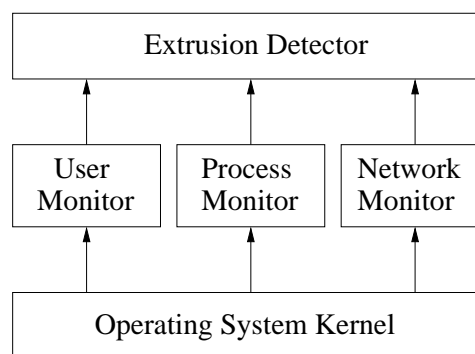 Extrusion Detector
User
Monitor
Process
Monitor
Network
Monitor
Operating System Kernel